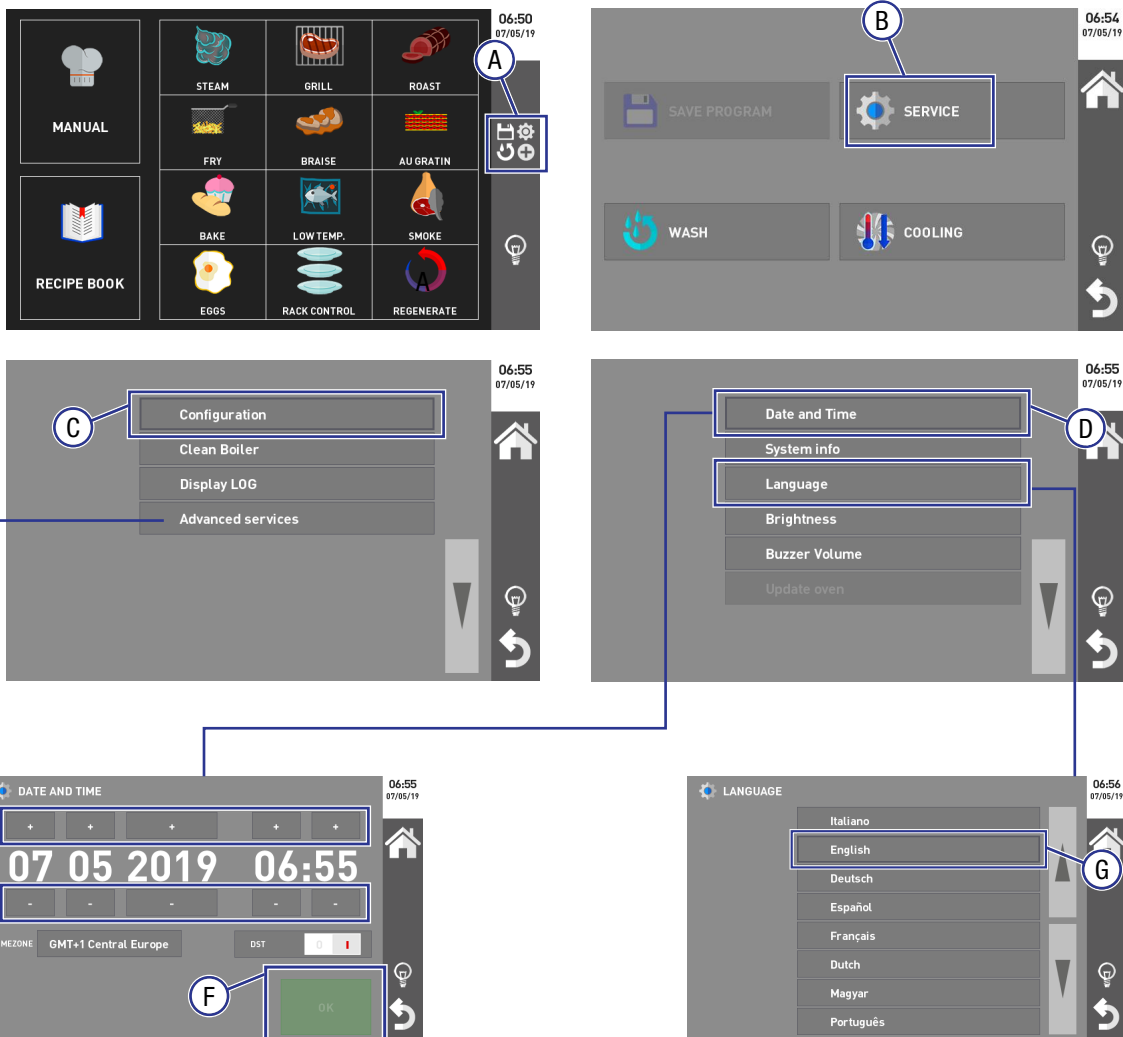 06:50
07/05/19
A
MANUAL
RECIPE BOOK
STEAM
GRILL
ROAST
FRY
BRAISE
AU GRATIN
BAKE
LOW TEMP.
SMOKE
A
EGGS
RACK CONTROL
REGENERATE
06:54
07/05/19
B
SAVE PROGRAM
SERVICE
WASH
COOLING
06:55
07/05/19
C
Configuration
Clean Boiler
Display LOG
Advanced services
06:55
07/05/19
D
Date and Time
System info
Language
Brightness
Buzzer Volume
Update oven
06:55
07/05/19
DATE AND TIME
+ + + + +
07 05 2019 06:55
- - - - -
MEZONE GMT+1 Central Europe DST 0 I
F
OK
06:56
07/05/19
LANGUAGE
Italiano
English
G
Deutsch
Español
Français
Dutch
Magyar
Português